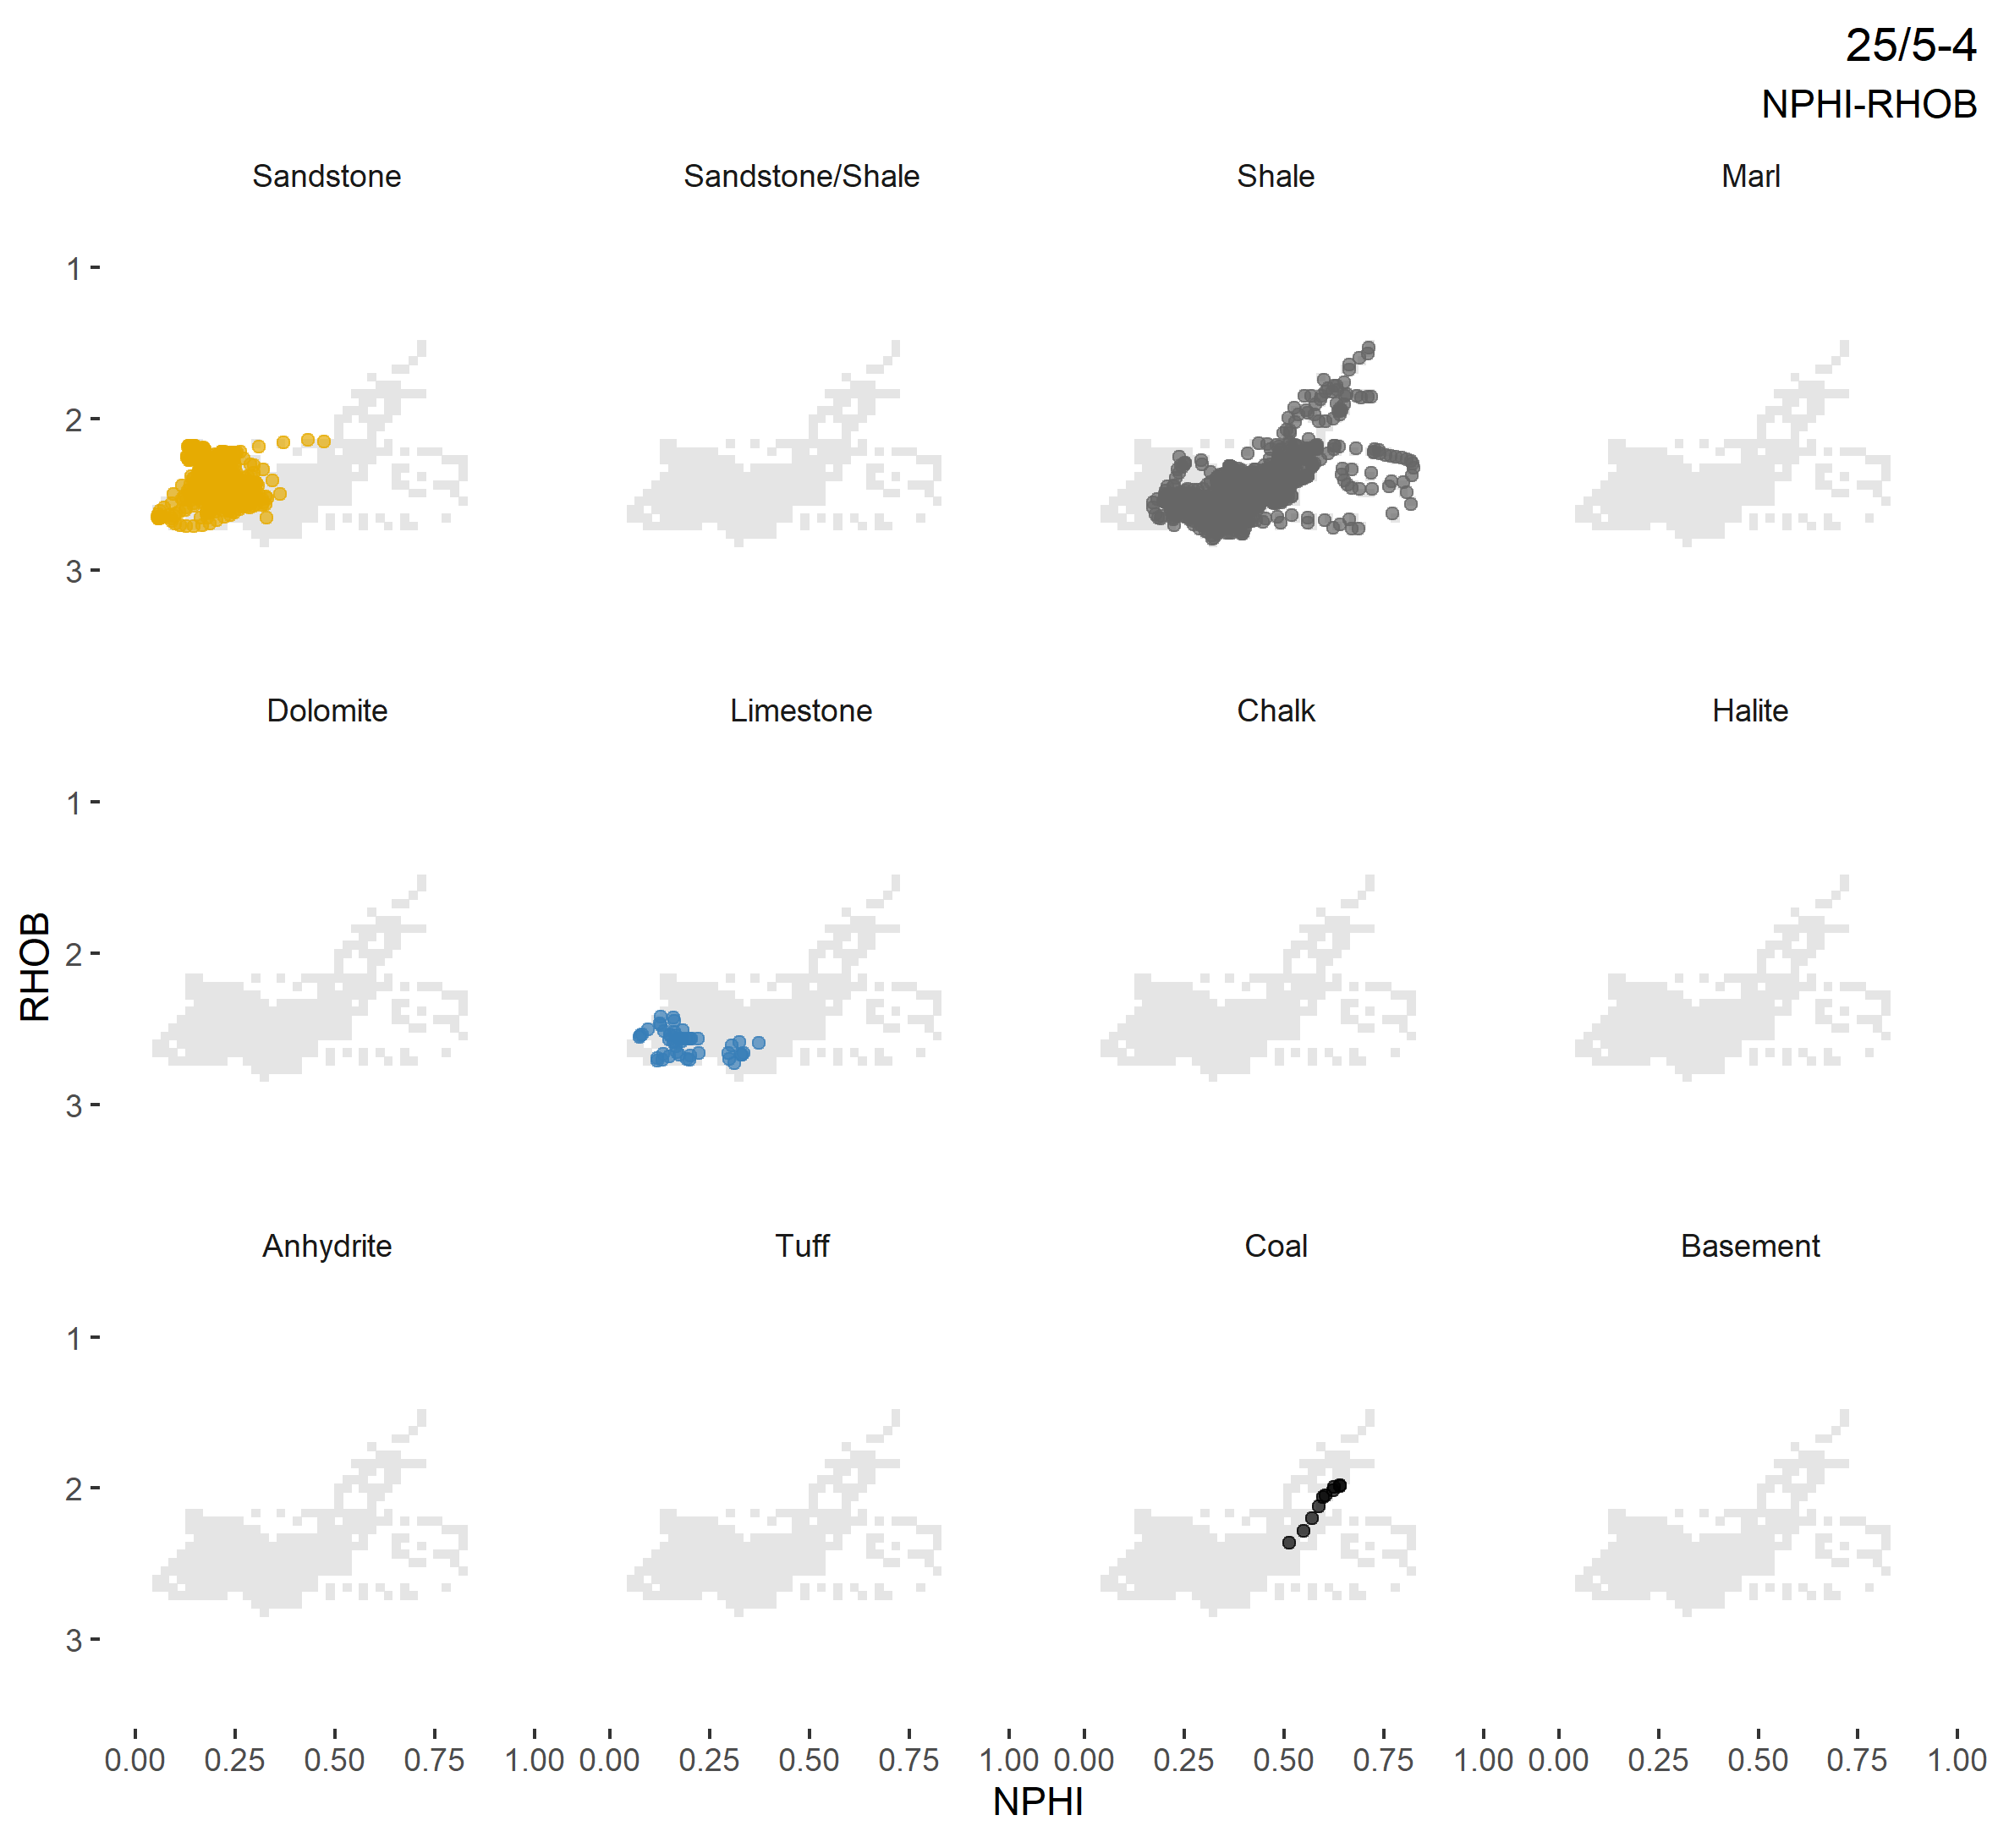 25/5-4
NPHI-RHOB
Sandstone Sandstone/Shale Shale Marl
1
2
3
Dolomite Limestone Chalk Halite
1
2
3
RHOB
Anhydrite Tuff Coal Basement
1
2
3
0.00 0.25 0.50 0.75 1.00 0.00 0.25 0.50 0.75 1.00 0.00 0.25 0.50 0.75 1.00 0.00 0.25 0.50 0.75 1.00
NPHI